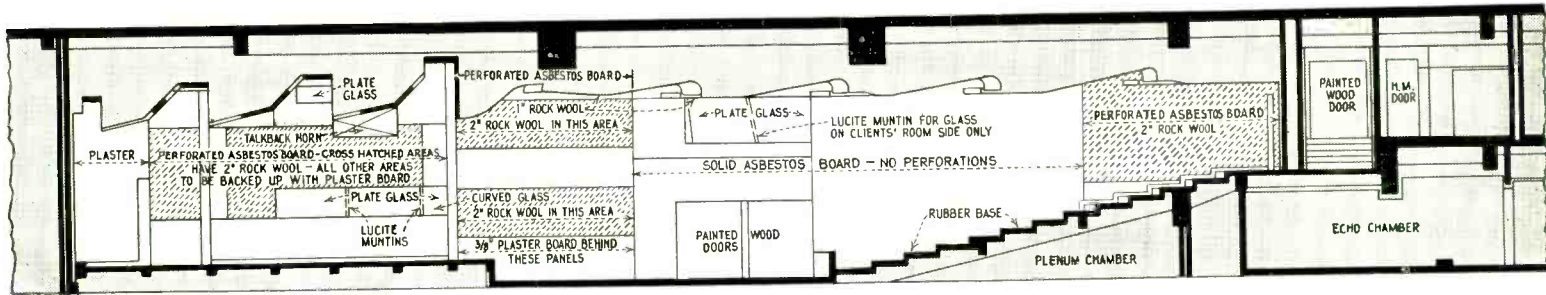 PLASTER
PLATE
GLASS
TALKBACK HORN
PERFORATED ASBESTOS BOARD-CROSS HATCHED AREAS
HAVE 2" ROCK WOOL - ALL OTHER AREAS
TO BE BACKED UP WITH PLASTER BOARD
PLATE GLASS
LUCITE
MUNTINS
PERFORATED ASBESTOS BOARD
1" ROCK WOOL
2" ROCK WOOL IN THIS AREA
CURVED GLASS
2" ROCK WOOL IN THIS AREA
3/8" PLASTER BOARD BEHIND
THESE PANELS
PLATE GLASS
LUCITE MUNTIN FOR GLASS
ON CLIENTS' ROOM SIDE ONLY
SOLID ASBESTOS BOARD - NO PERFORATIONS
PAINTED WOOD
DOORS
RUBBER BASE
PLENUM CHAMBER
PERFORATED ASBESTOS BOARD
2" ROCK WOOL
PAINTED
WOOD
DOOR
H.M.
DOOR
ECHO CHAMBER